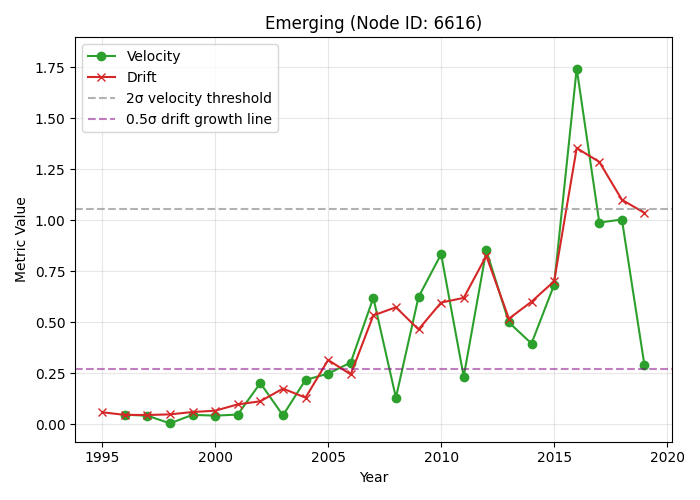 Emerging (Node ID: 6616)
Velocity
Drift
2σ velocity threshold
0.5σ drift growth line
Metric Value
1.75
1.50
1.25
1.00
0.75
0.50
0.25
0.00
1995
2000
2005
2010
2015
2020
Year